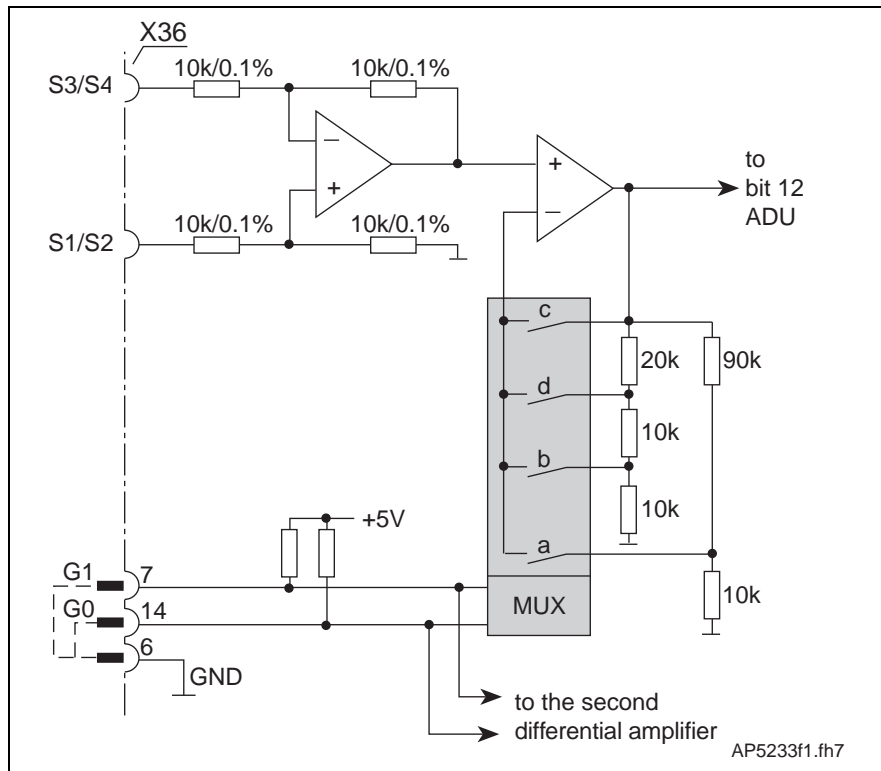 X36
10k/0.1%
10k/0.1%
S3/S4
−
+
+
−
to
bit 12
ADU
10k/0.1%
10k/0.1%
S1/S2
c
20k
90k
d
10k
b
10k
+5V
a
G1
7
MUX
10k
G0
14
6
GND
to the second
differential amplifier
AP5233f1.fh7